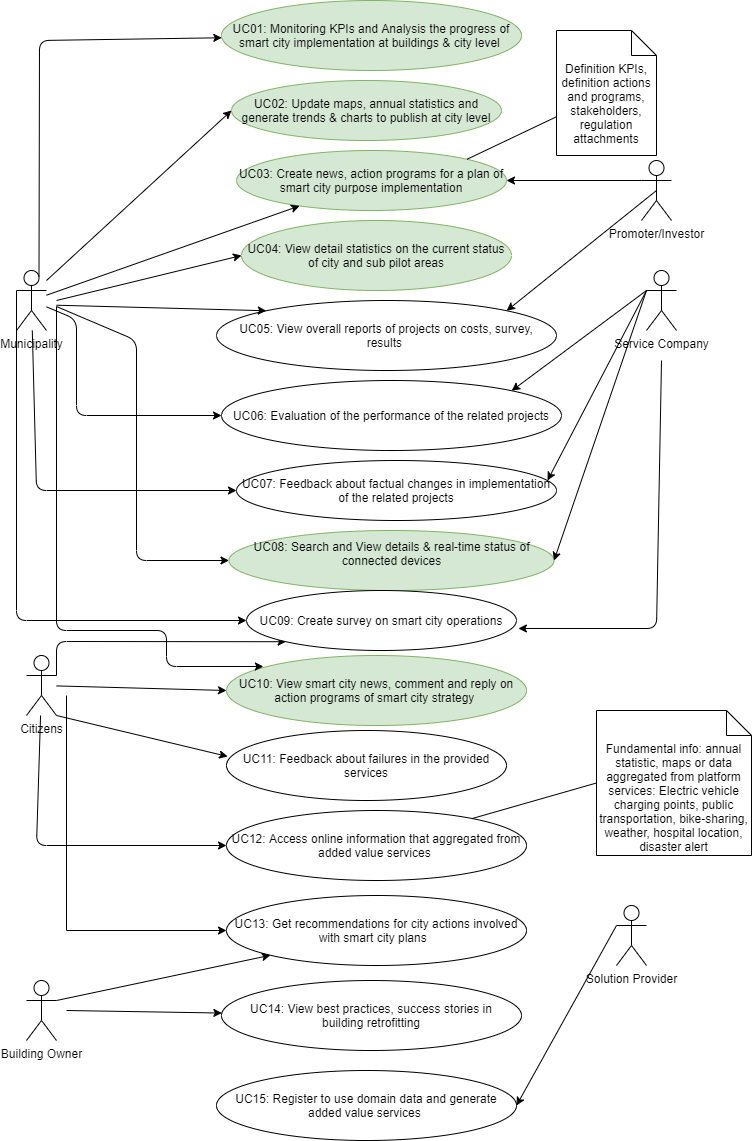 UC01: Monitoring KPIs and Analysis the progress of
smart city implementation at buildings & city level
Definition KPIs,
definition actions
and programs,
stakeholders,
regulation
attachments
UC02: Update maps, annual statistics and
generate trends & charts to publish at city level
UC03: Create news, action programs for a plan of
smart city purpose implementation
Promoter/Investor
UC04: View detail statistics on the current status
of city and sub pilot areas
Municipality
UC05: View overall reports of projects on costs, survey,
results
Service Company
UC06: Evaluation of the performance of the related projects
UC07: Feedback about factual changes in implementation
of the related projects
UC08: Search and View details & real-time status of
connected devices
UC09: Create survey on smart city operations
UC10: View smart city news, comment and reply on
action programs of smart city strategy
Citizens
UC11: Feedback about failures in the provided
services
Fundamental info: annual
statistic, maps or data
aggregated from platform
services: Electric vehicle
charging points, public
transportation, bike-sharing,
weather, hospital location,
disaster alert
UC12: Access online information that aggregated from
added value services
UC13: Get recommendations for city actions involved
with smart city plans
Solution Provider
UC14: View best practices, success stories in
building retrofitting
Building Owner
UC15: Register to use domain data and generate
added value services